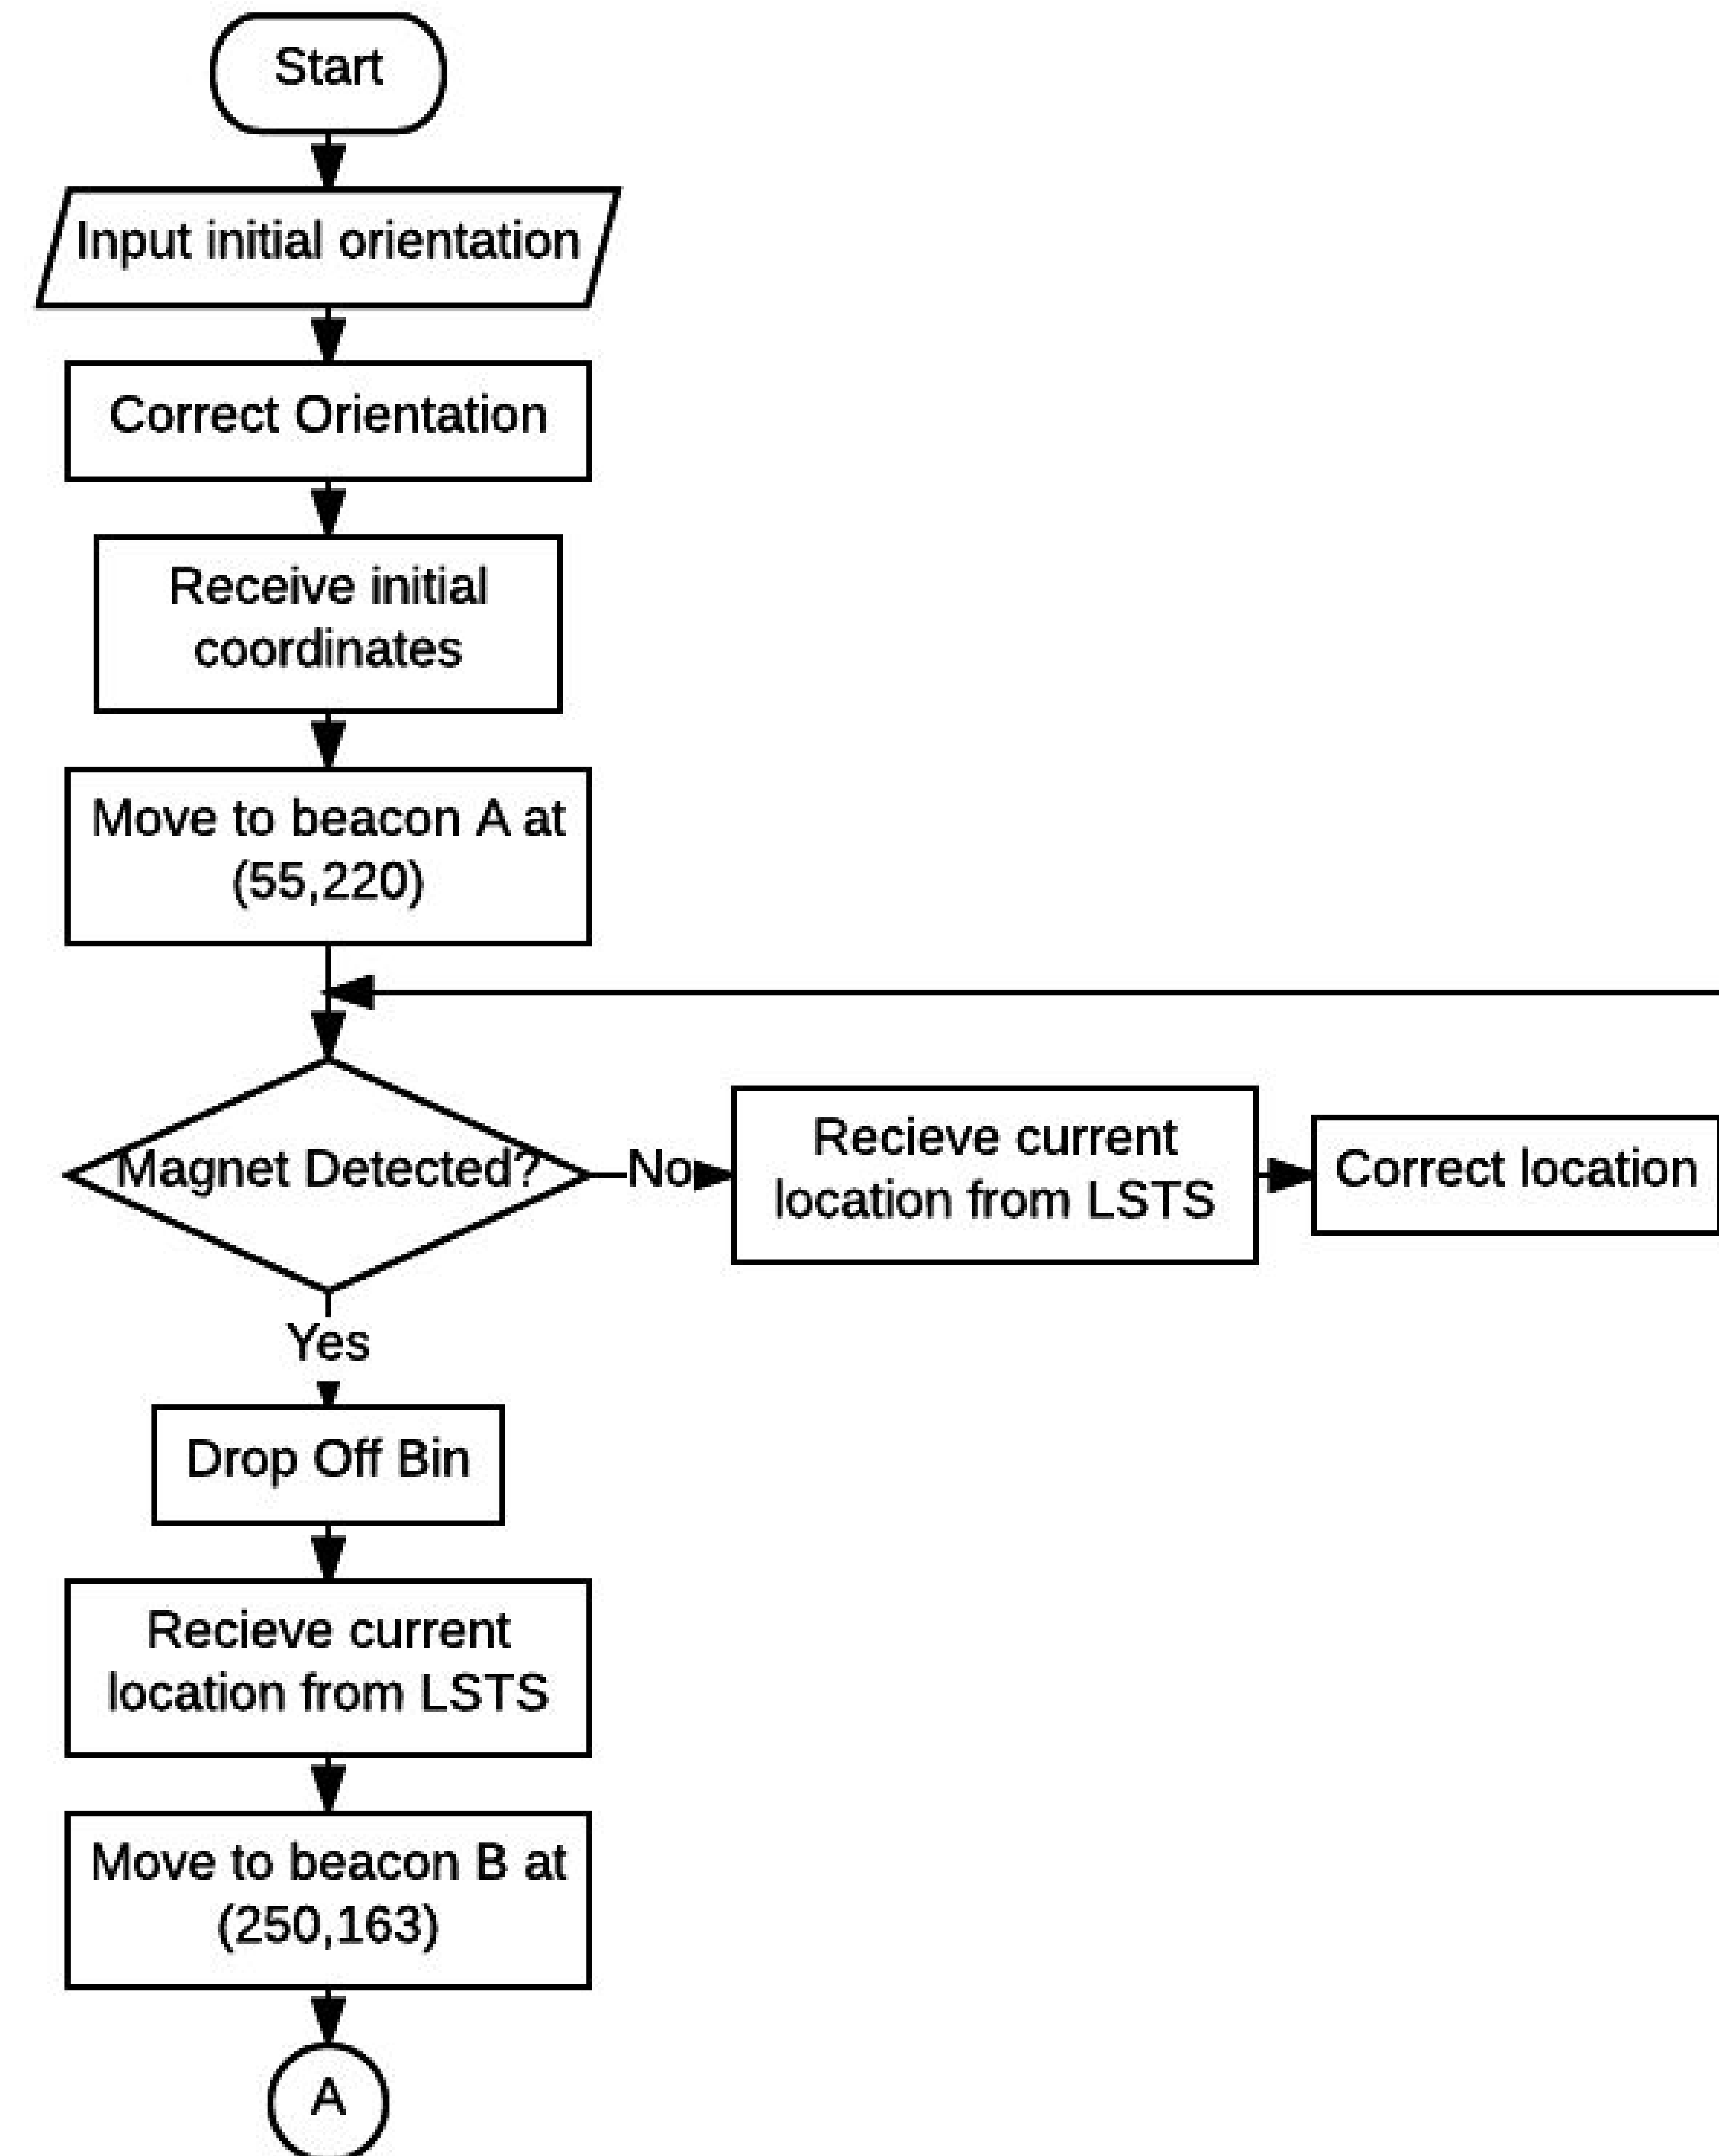 Start
Input initial orientation
Correct Orientation
Receive initial
coordinates
Move to beacon A at
(55,220)
Magnet Detected?
No
Recieve current
location from LSTS
Correct location
Yes
Drop Off Bin
Recieve current
location from LSTS
Move to beacon B at
(250,163)
A